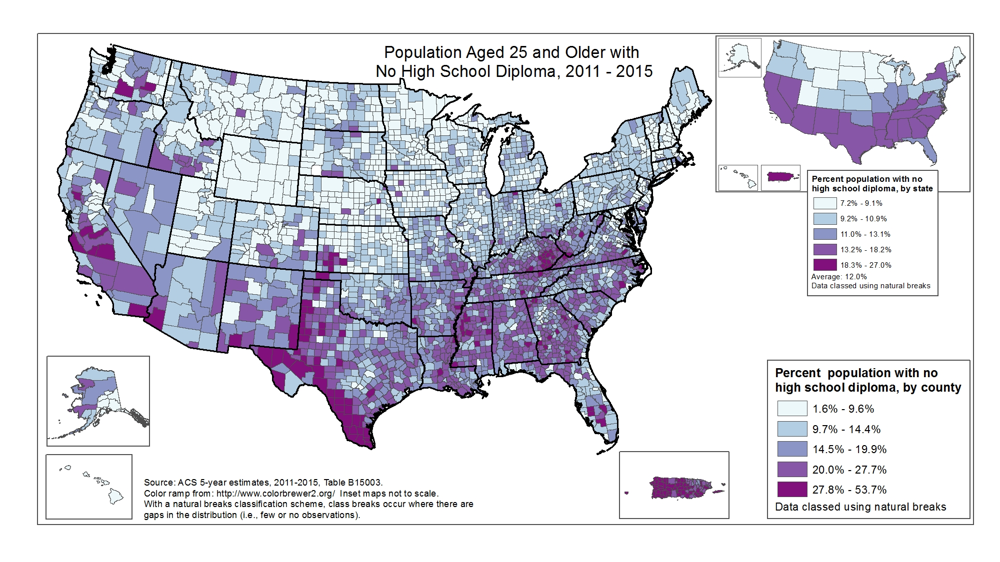 Population Aged 25 and Older with
No High School Diploma, 2011 - 2015
Percent population with no
high school diploma, by state
7.2% - 9.1%
9.2% - 10.9%
11.0% - 13.1%
13.2% - 18.2%
18.3% - 27.0%
Average: 12.0%
Data classed using natural breaks
Percent population with no
high school diploma, by county
1.6% - 9.6%
9.7% - 14.4%
14.5% - 19.9%
20.0% - 27.7%
27.8% - 53.7%
Data classed using natural breaks
Source: ACS 5-year estimates, 2011-2015, Table B15003.
Color ramp from: http://www.colorbrewer2.org/ Inset maps not to scale.
With a natural breaks classification scheme, class breaks occur where there are
gaps in the distribution (i.e., few or no observations).